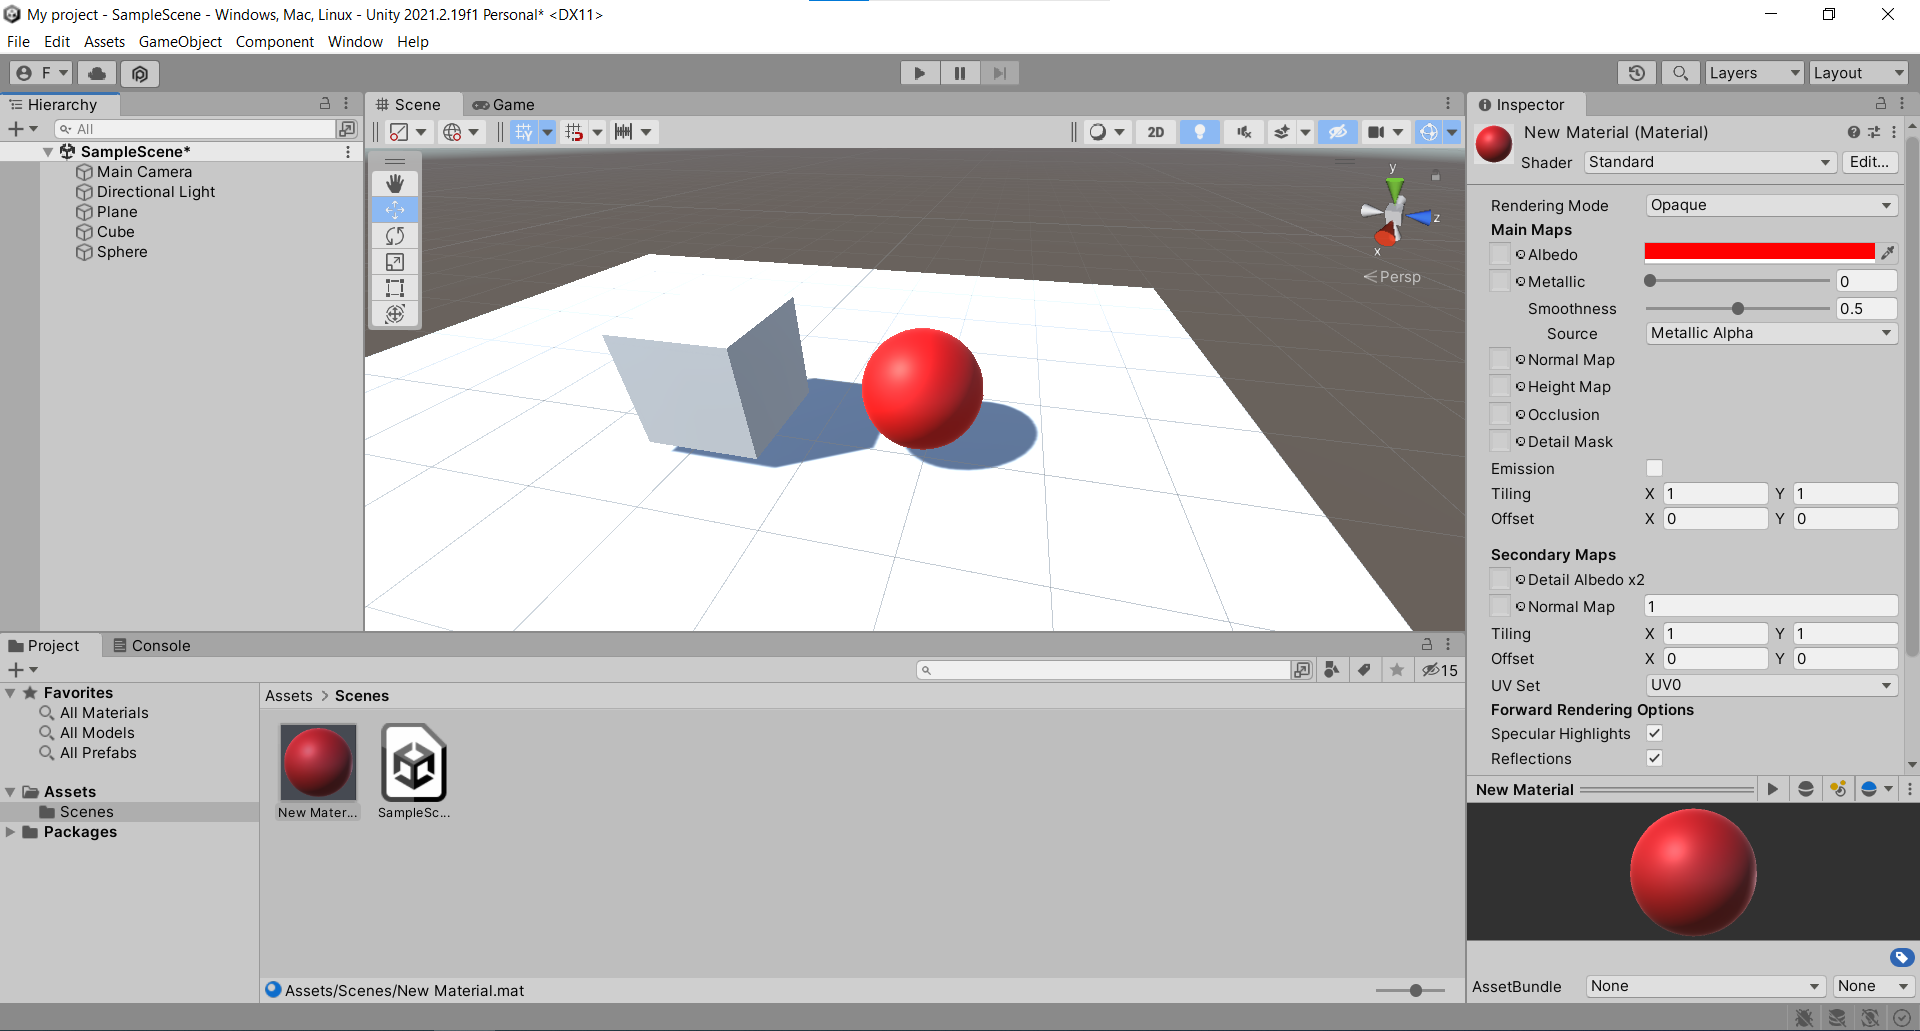 My project - SampleScene - Windows, Mac, Linux - Unity 2021.2.19f1 Personal* <DX11>
File Edit Assets GameObject Component Window Help
F Layers Layout
Hierarchy
All
SampleScene*
Main Camera
Directional Light
Plane
Cube
Sphere
Scene Game
2D
y
z
x
Persp
Inspector
New Material (Material)
Shader Standard Edit...
Rendering Mode Opaque
Main Maps
Albedo
Metallic 0
Smoothness 0.5
Source Metallic Alpha
Normal Map
Height Map
Occlusion
Detail Mask
Emission
Tiling X 1 Y 1
Offset X 0 Y 0
Secondary Maps
Detail Albedo x2
Normal Map 1
Tiling X 1 Y 1
Offset X 0 Y 0
UV Set UV0
Forward Rendering Options
Specular Highlights
Reflections
New Material
AssetBundle None None
Project Console
15
Favorites
All Materials
All Models
All Prefabs
Assets
Scenes
Packages
Assets > Scenes
New Mater... SampleSc...
Assets/Scenes/New Material.mat